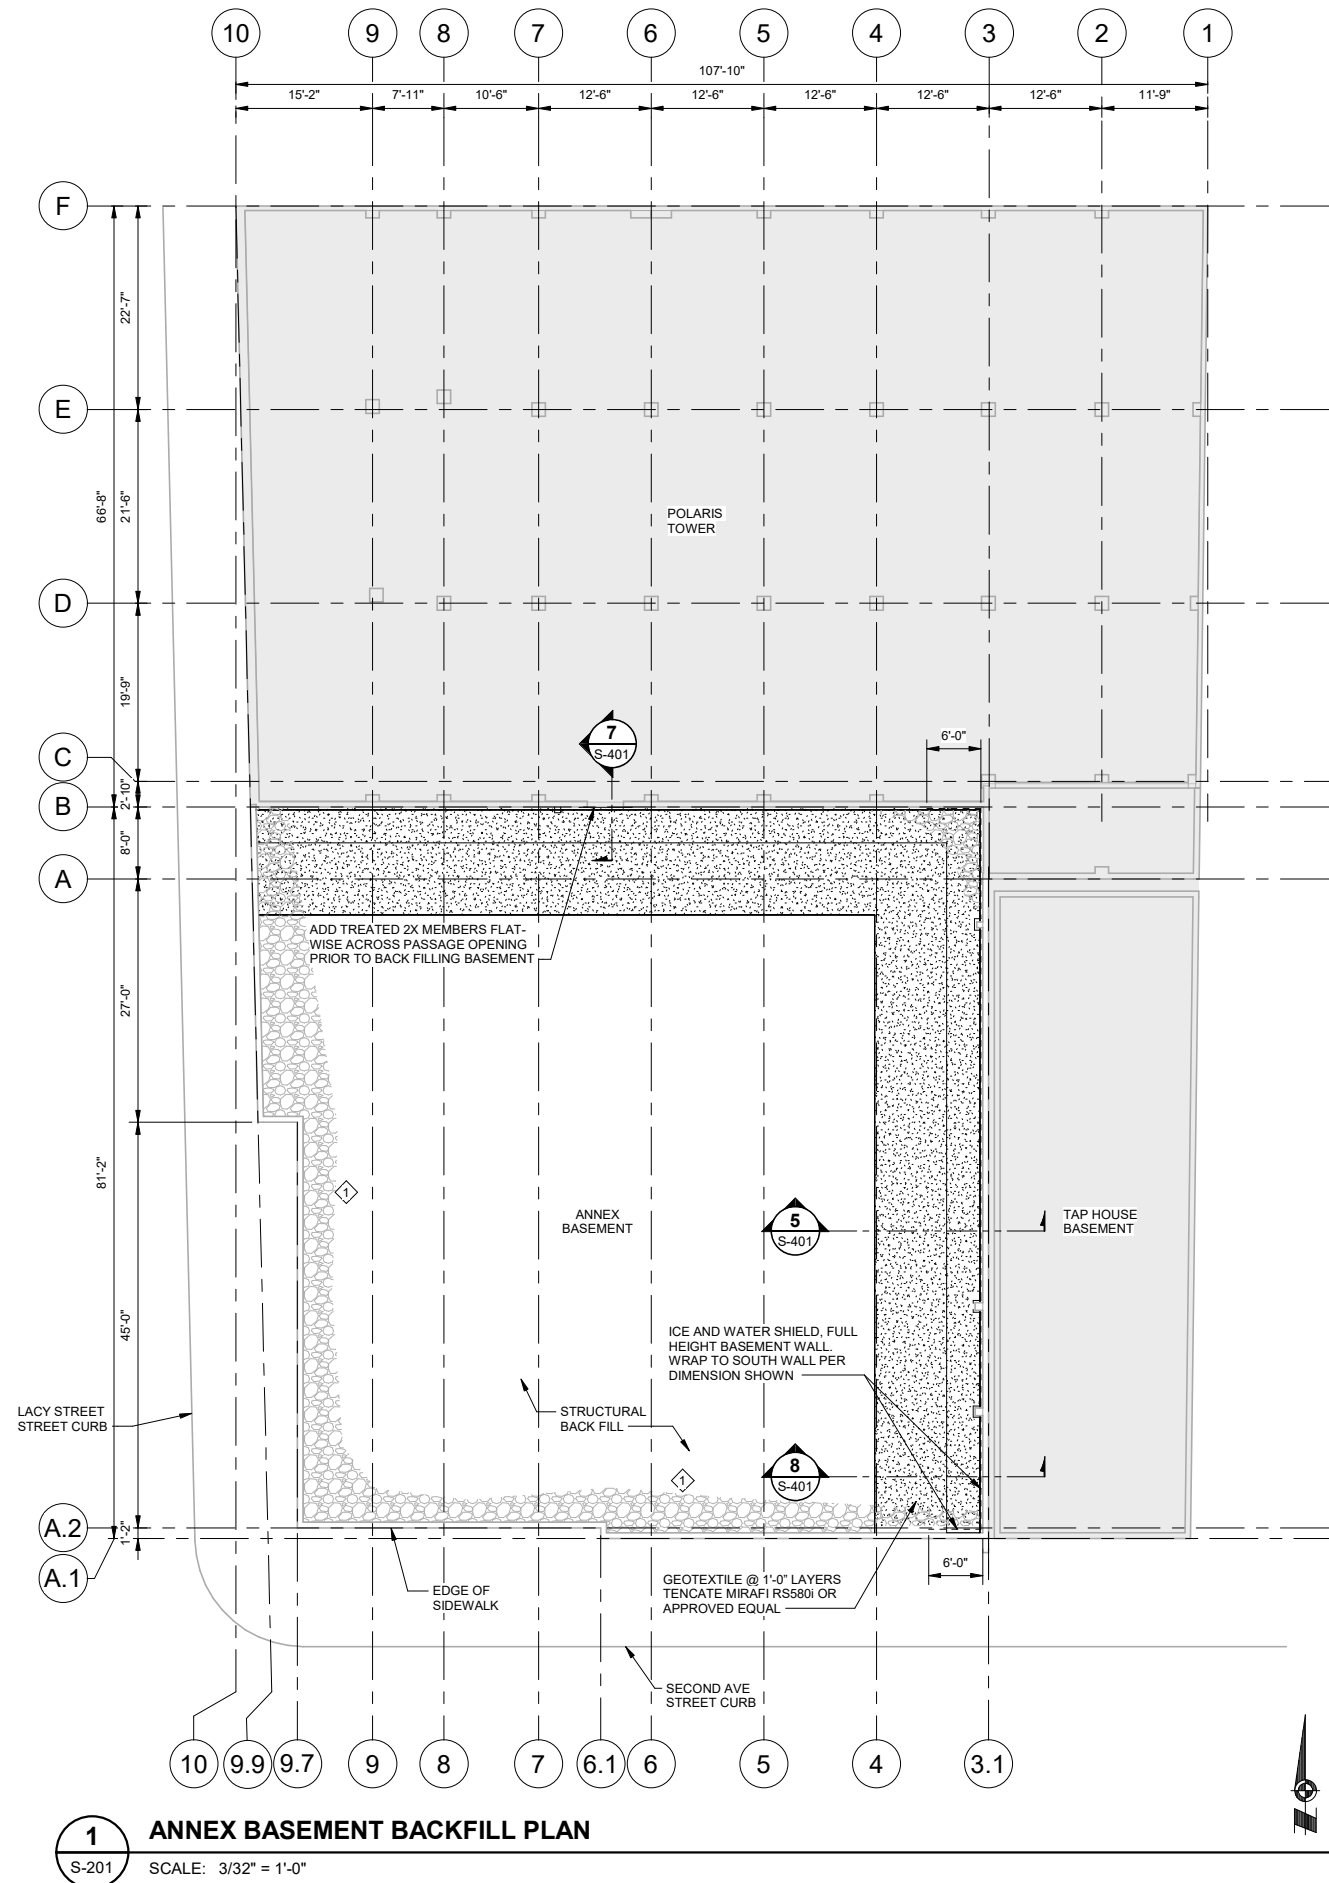 10 9 8 7 6 5 4 3 2 1
107'-10"
15'-2" 7'-11" 10'-6" 12'-6" 12'-6" 12'-6" 12'-6" 12'-6" 11'-9"
F
22'-7"
E
66'-8"
21'-6"
POLARIS
TOWER
D
19'-9"
7
S-401
6'-0"
C
2'-10"
B
8'-0"
A
ADD TREATED 2X MEMBERS FLAT-
WISE ACROSS PASSAGE OPENING
PRIOR TO BACK FILLING BASEMENT
27'-0"
81'-2"
1
ANNEX
BASEMENT
5
S-401
TAP HOUSE
BASEMENT
45'-0"
ICE AND WATER SHIELD, FULL
HEIGHT BASEMENT WALL.
WRAP TO SOUTH WALL PER
DIMENSION SHOWN
LACY STREET
STREET CURB
STRUCTURAL
BACK FILL
1
8
S-401
A.2
1'-2"
A.1
6'-0"
EDGE OF
SIDEWALK
GEOTEXTILE @ 1'-0" LAYERS
TENCATE MIRAFI RS580i OR
APPROVED EQUAL
SECOND AVE
STREET CURB
10 9.9 9.7 9 8 7 6.1 6 5 4 3.1
N
1
S-201
ANNEX BASEMENT BACKFILL PLAN
SCALE: 3/32" = 1'-0"